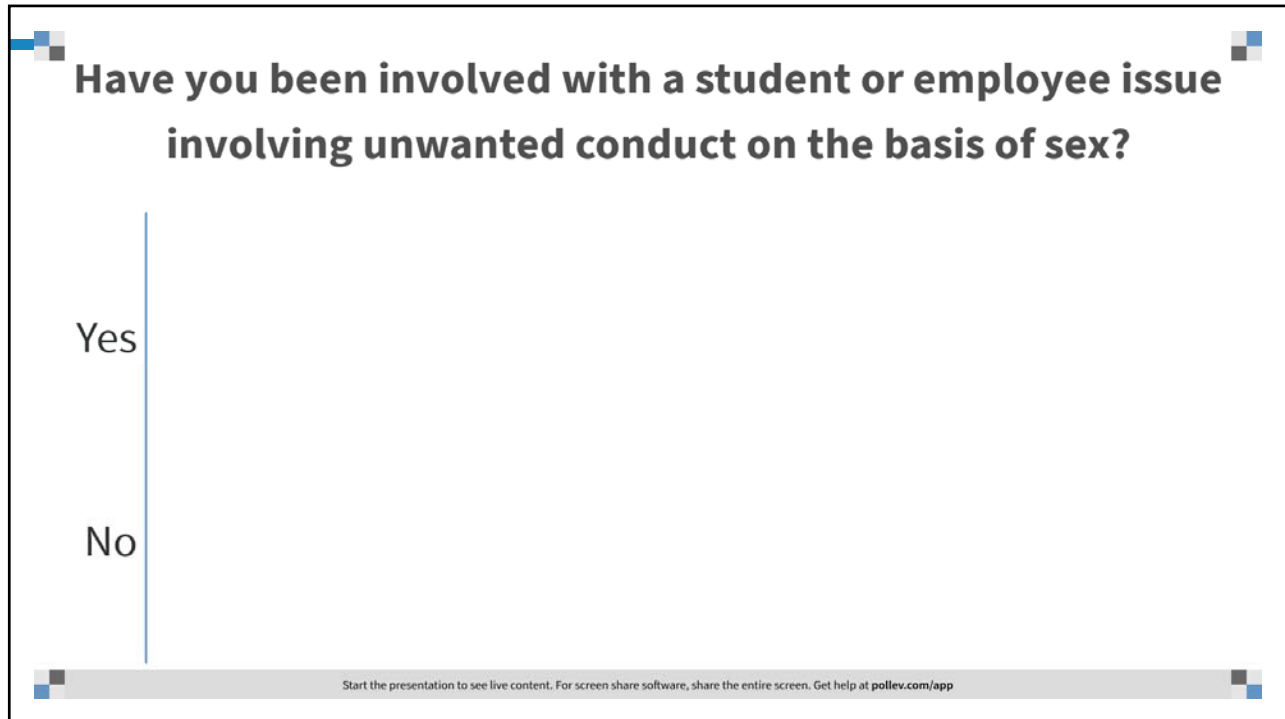 Have you been involved with a student or employee issue
involving unwanted conduct on the basis of sex?
Yes
No
Start the presentation to see live content. For screen share software, share the entire screen. Get help at pollev.com/app